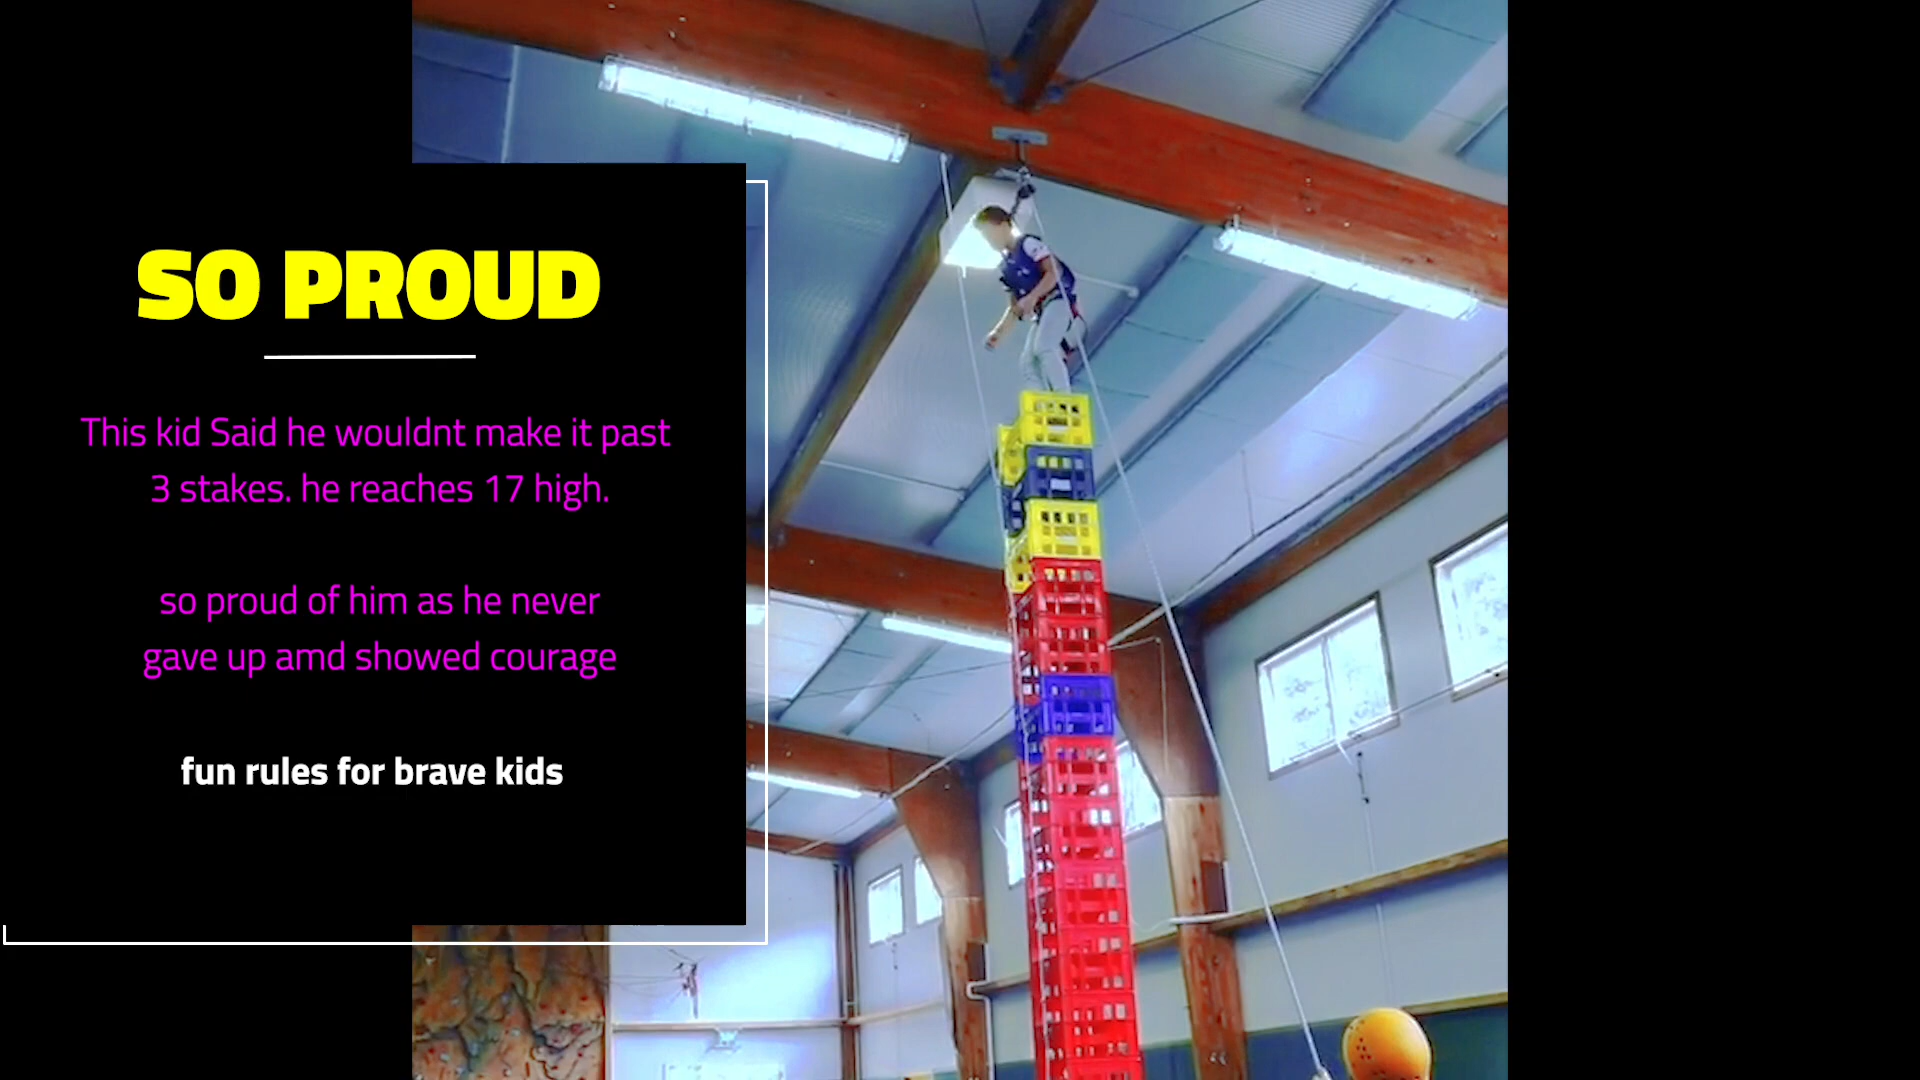 SO PROUD
This kid Said he wouldnt make it past
3 stakes. he reaches 17 high.
so proud of him as he never
gave up amd showed courage
fun rules for brave kids